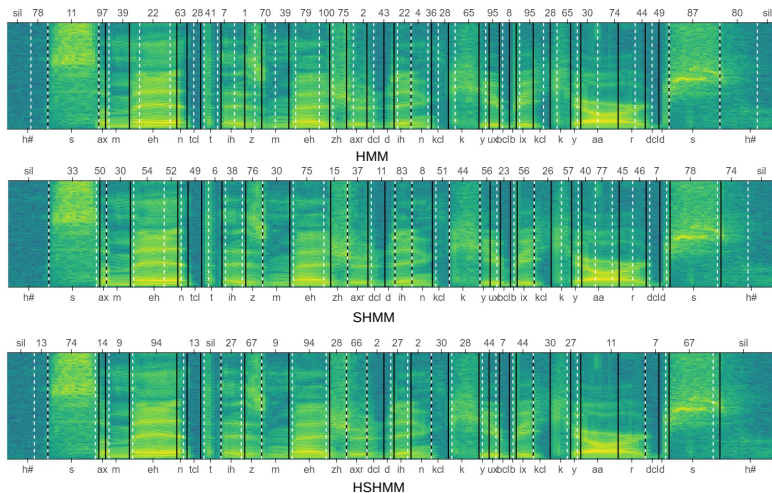 sil 78 11 97 39 22 63 28 41 7 1 70 39 79 100 75 2 43 22 4 36 28 65 95 8 95 28 65 30 74 44 49 87 80 sil
h# s ax m eh n tcl t ih z m eh zh axr dcl d ih n kcl k y ux bcl b ix kcl k y aa r dcl d s h#
HMM
sil 33 50 30 54 52 49 6 38 76 30 75 15 37 11 83 8 51 44 56 23 56 26 57 40 77 45 46 7 78 74 sil
h# s ax m eh n tcl t ih z m eh zh axr dcl d ih n kcl k y ux bcl b ix kcl k y aa r dcl d s h#
SHMM
sil 13 74 14 9 94 13 sil 27 67 9 94 28 66 2 27 2 30 28 44 7 44 30 27 11 7 67 sil
h# s ax m eh n tcl t ih z m eh zh axr dcl d ih n kcl k y ux bcl b ix kcl k y aa r dcl d s h#
HSHMM